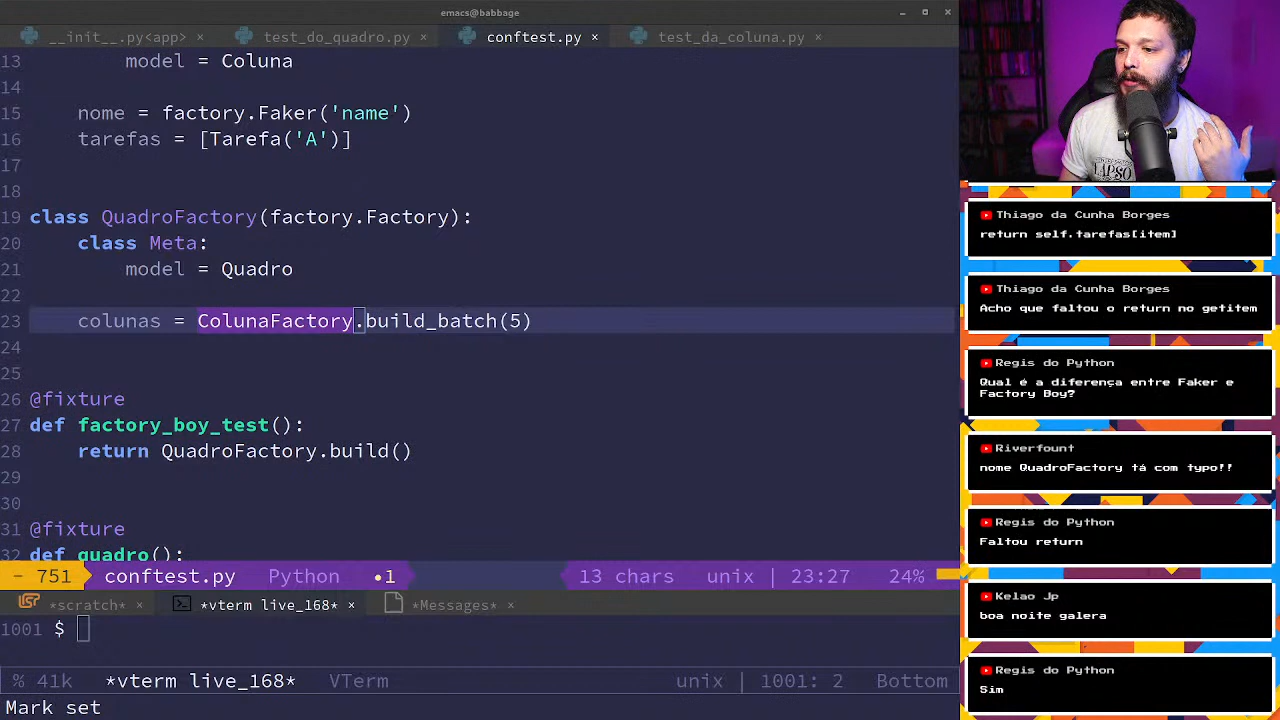 emacs@babbage
__init__.py<app> ×
test_do_quadro.py ×
conftest.py ×
test_da_coluna.py ×
13 model = Coluna
14
15 nome = factory.Faker('name')
16 tarefas = [Tarefa('A')]
17
18
19 class QuadroFactory(factory.Factory):
20 class Meta:
21 model = Quadro
22
23 colunas = ColunaFactory.build_batch(5)
24
25
26 @fixture
27 def factory_boy_test():
28 return QuadroFactory.build()
29
30
31 @fixture
32 def quadro():
- 751 conftest.py Python •1 13 chars unix | 23:27 24%
*scratch* ×
*vterm live_168* ×
*Messages* ×
1001 $
% 41k *vterm live_168* VTerm unix | 1001: 2 Bottom
Mark set
LAPSO
Thiago da Cunha Borges
return self.tarefas[item]
Thiago da Cunha Borges
Acho que faltou o return no getitem
Regis do Python
Qual é a diferença entre Faker e
Factory Boy?
Riverfount
nome QuadroFactory tá com typo!!
Regis do Python
Faltou return
Kelao Jp
boa noite galera
Regis do Python
Sim